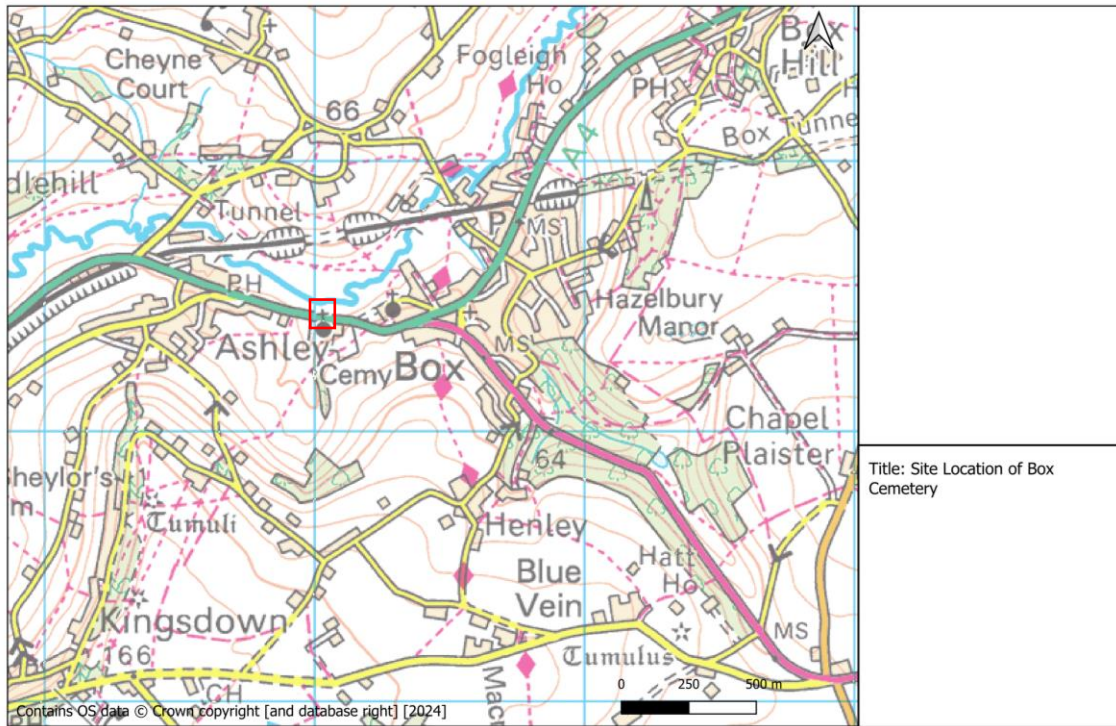 Cheyne
Court
Fogleigh
Ho
Hill
PH
66
A4
Box Tunne
dlehill
Tunnel
P
MS
PH
Hazelbury
Manor
Ashley
Cemy
Box
MS
Chapel
Plaister
64
Sheylor's
m
Tumuli
Henley
Hatt
Ho
Blue
Vein
Kingsdown
MS
Tumulus
166
CH
Macr
0 250 500 m
Contains OS data © Crown copyright [and database right] [2024]
Title: Site Location of Box
Cemetery